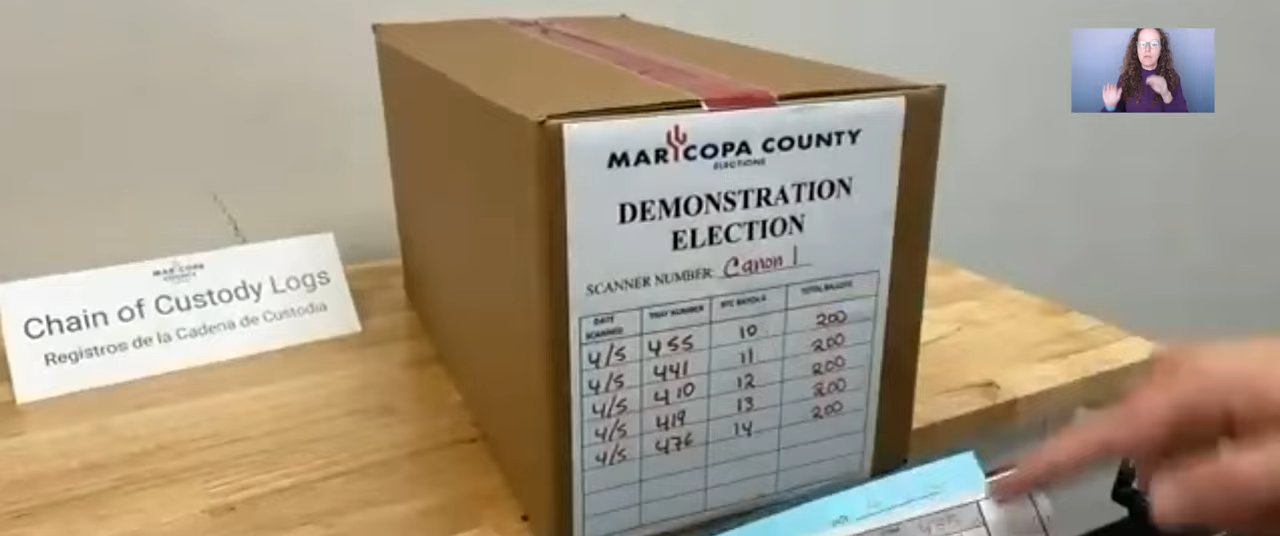 MARICOPA COUNTY
ELECTIONS
DEMONSTRATION
ELECTION
SCANNER NUMBER: Canon 1
DATE SCANNED TRAY NUMBER TOTAL BALLOTS
4/5 455 10 200
4/5 441 11 200
4/5 410 12 200
4/5 419 13 200
4/5 476 14 200
MARICOPA
COUNTY
Chain of Custody Logs
Registros de la Cadena de Custodia